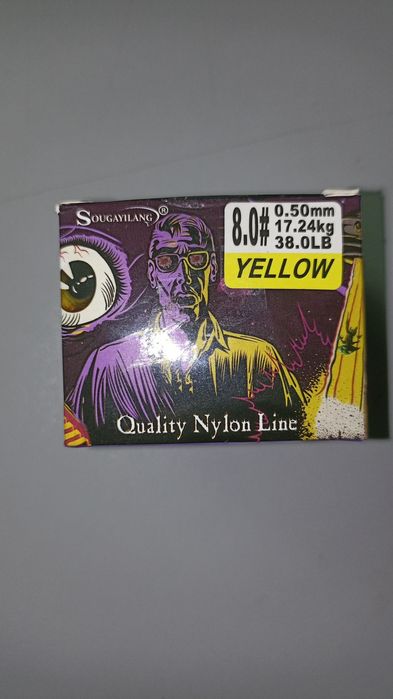 SOUGAYILANG®
8.0#
0.50mm
17.24kg
38.0LB
YELLOW
Quality Nylon Line